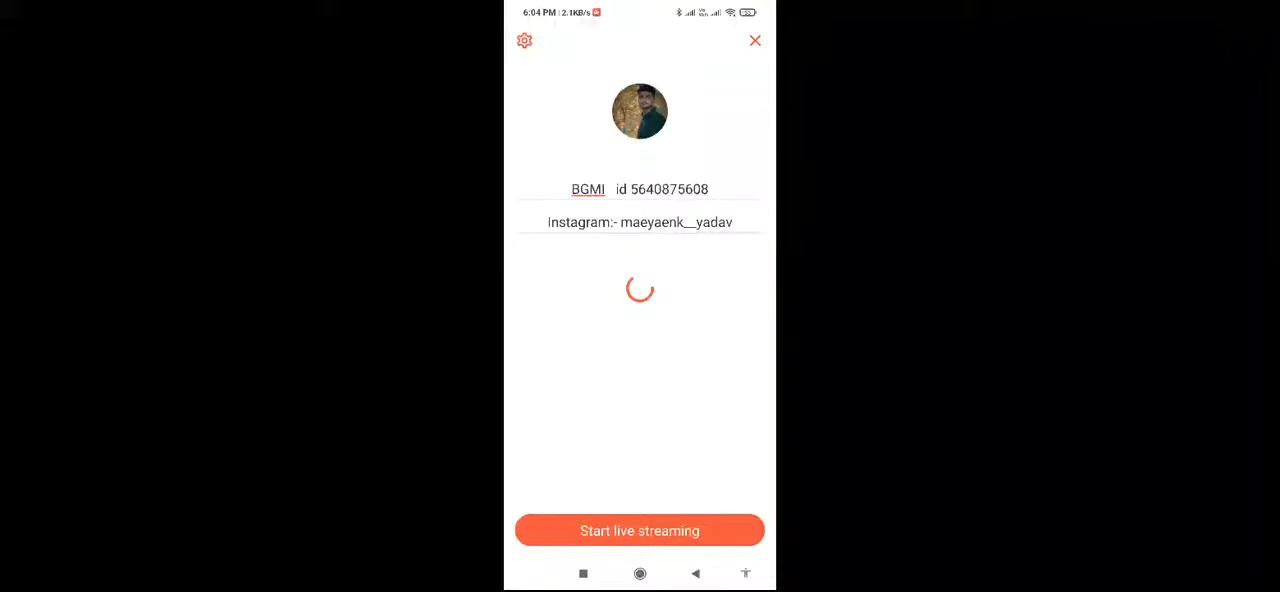 6:04 PM | 2.1KB/s
BGMI id 5640875608
Instagram:- maeyaenk__yadav
Start live streaming